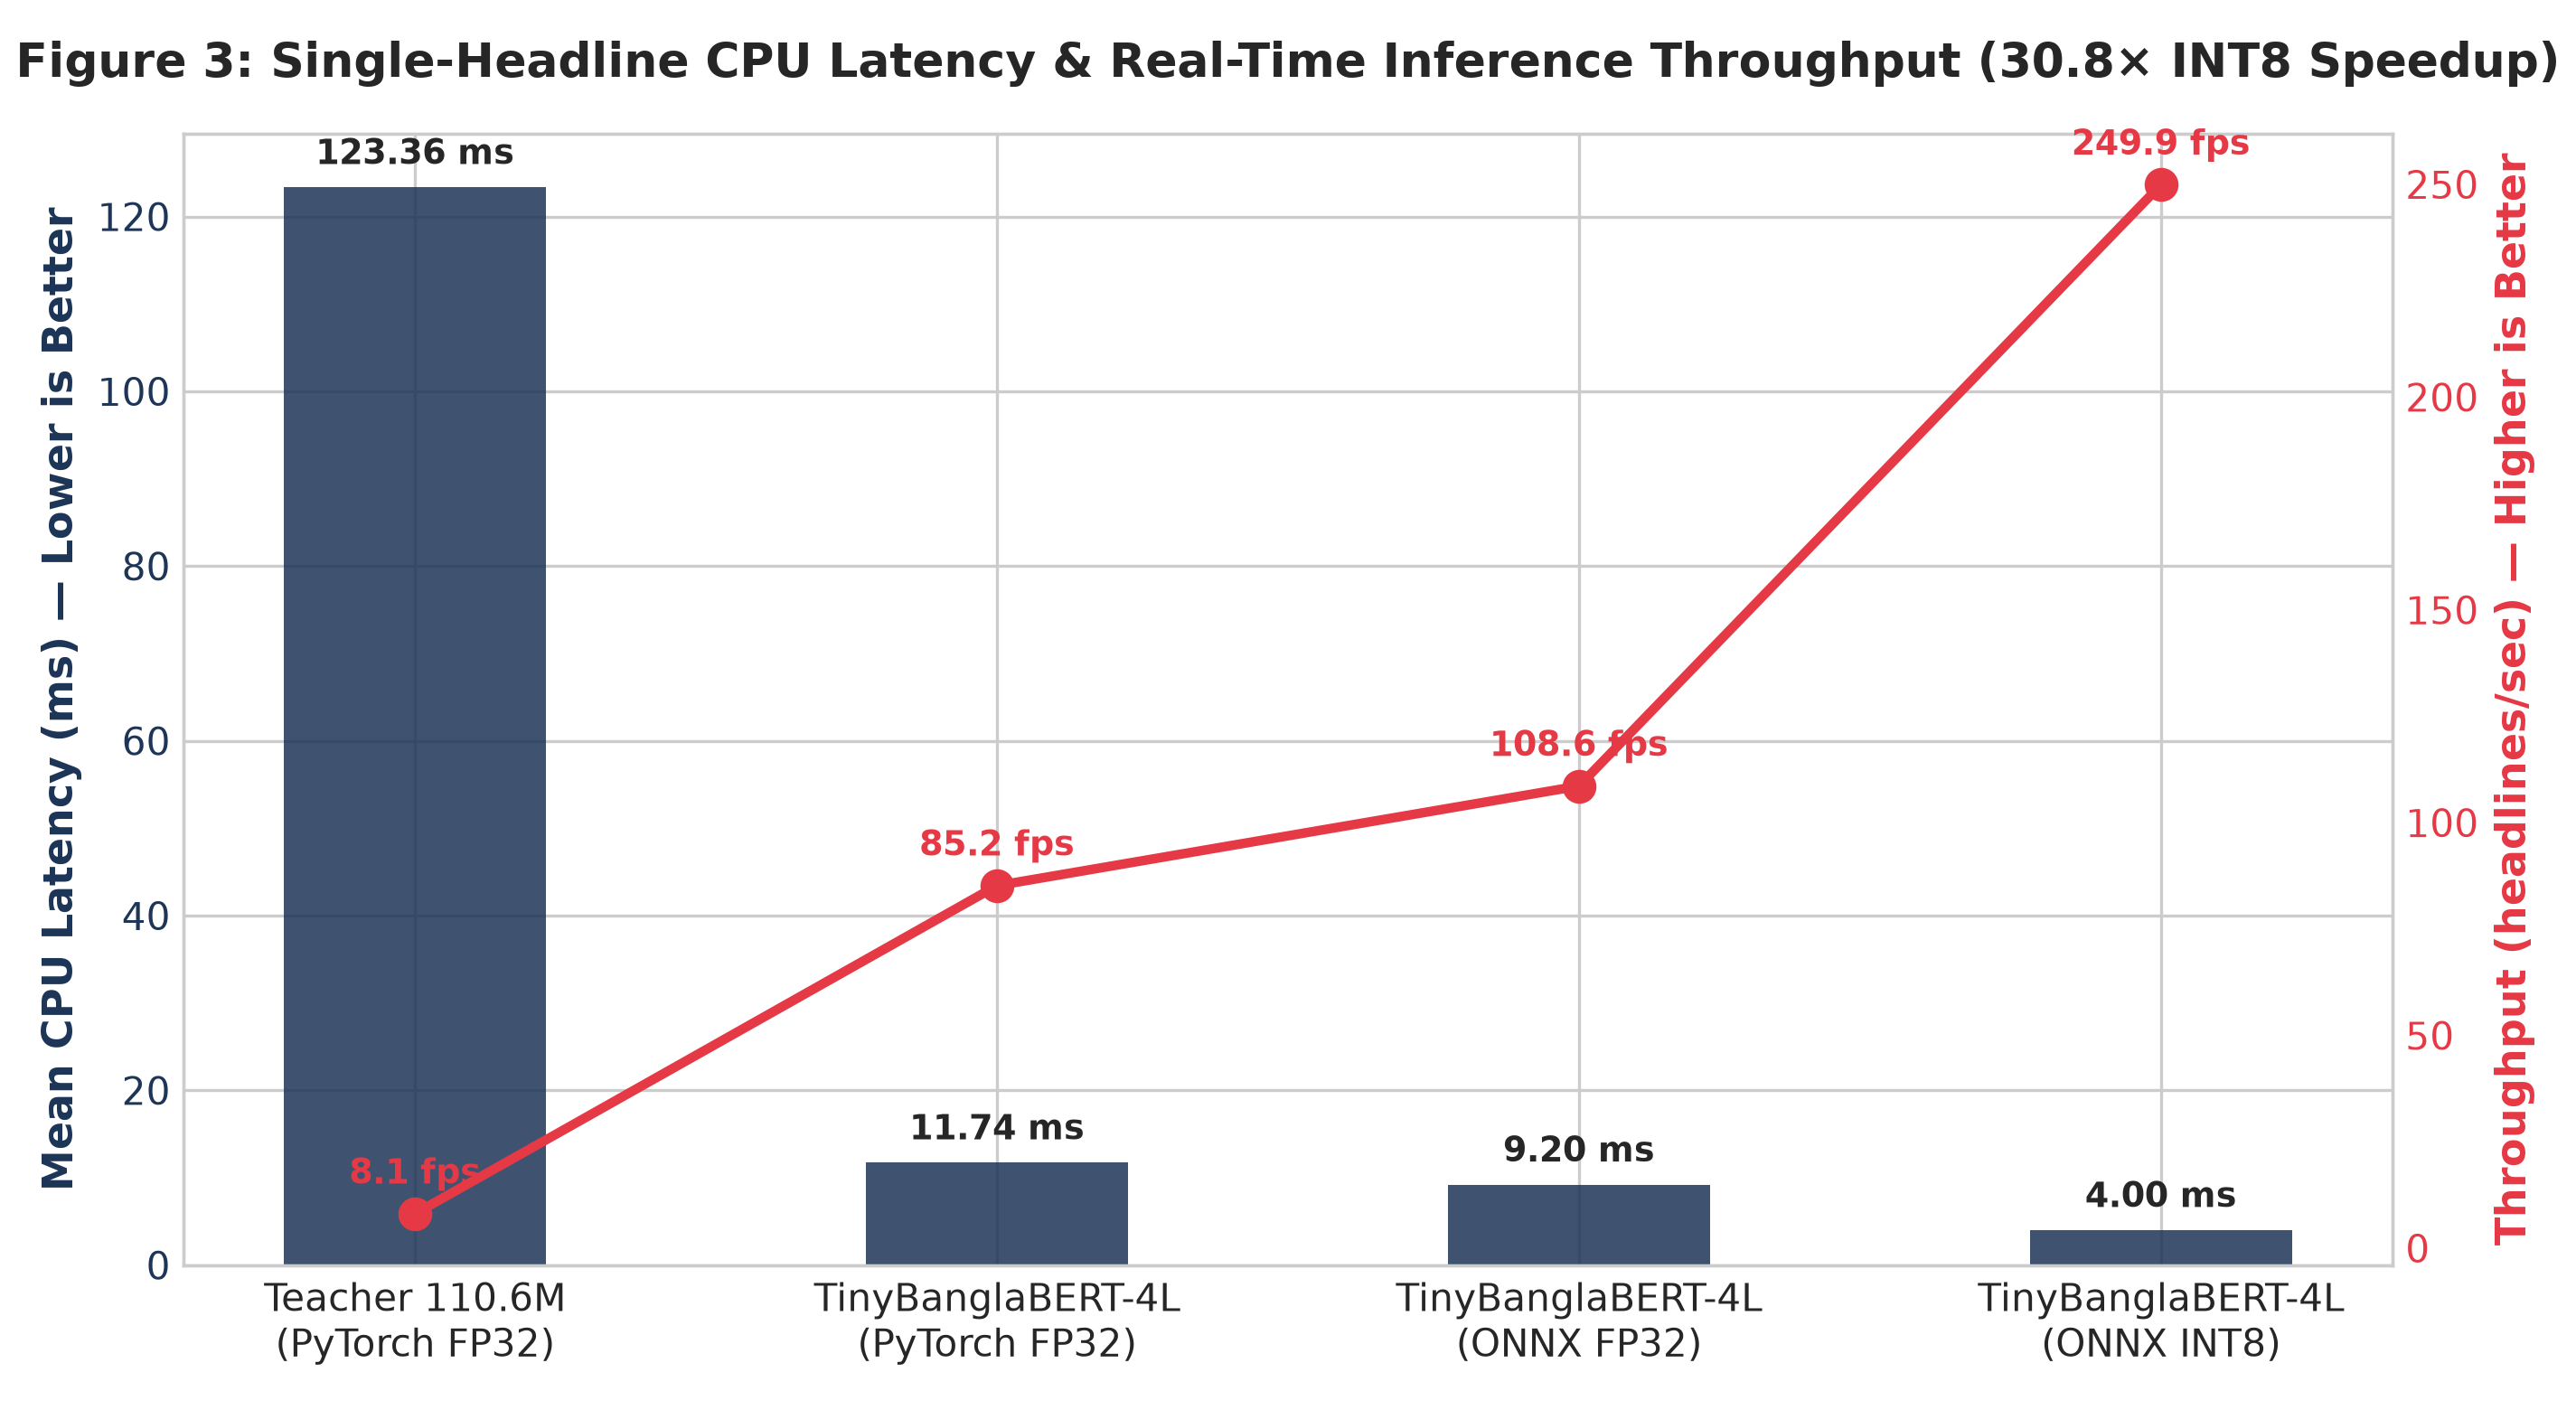 Figure 3: Single-Headline CPU Latency & Real-Time Inference Throughput (30.8× INT8 Speedup)
Mean CPU Latency (ms) — Lower is Better
120
100
80
60
40
20
0
123.36 ms
11.74 ms
9.20 ms
4.00 ms
8.1 fps
85.2 fps
108.6 fps
249.9 fps
250
200
150
100
50
0
Throughput (headlines/sec) — Higher is Better
Teacher 110.6M
(PyTorch FP32)
TinyBanglaBERT-4L
(PyTorch FP32)
TinyBanglaBERT-4L
(ONNX FP32)
TinyBanglaBERT-4L
(ONNX INT8)